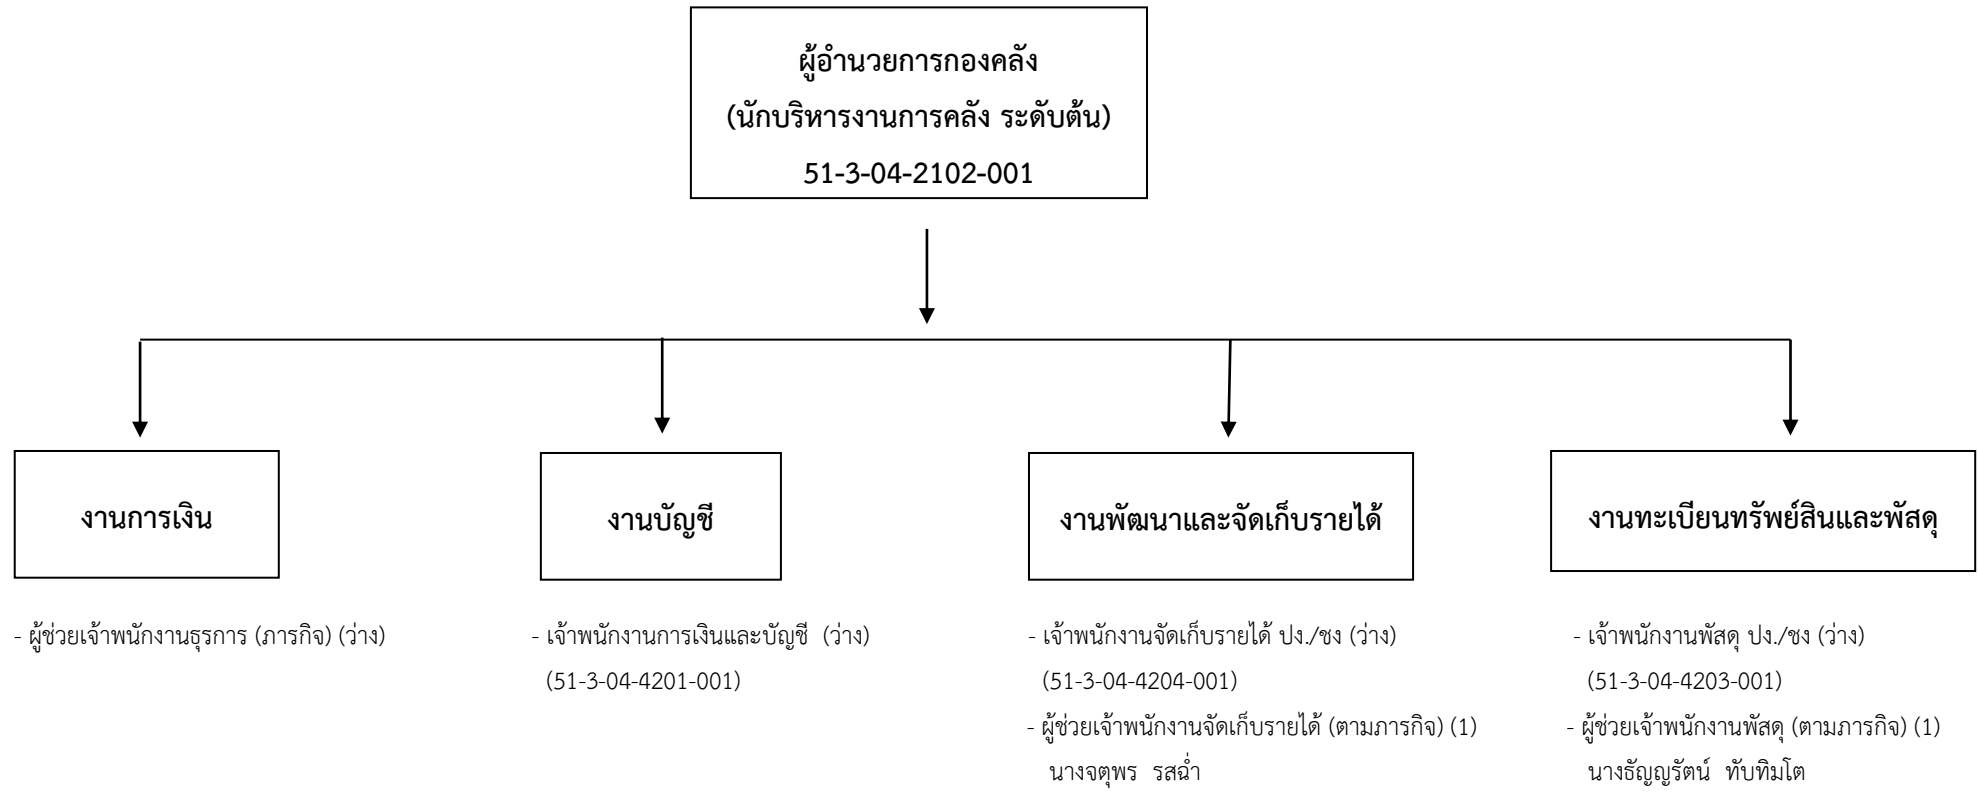 ผู้อำนวยการกองคลัง
(นักบริหารงานการคลัง ระดับต้น)
51-3-04-2102-001
งานการเงิน
- ผู้ช่วยเจ้าพนักงานธุรการ (ภารกิจ) (ว่าง)
งานบัญชี
- เจ้าพนักงานการเงินและบัญชี (ว่าง)
(51-3-04-4201-001)
งานพัฒนาและจัดเก็บรายได้
- เจ้าพนักงานจัดเก็บรายได้ ปง./ชง (ว่าง)
(51-3-04-4204-001)
- ผู้ช่วยเจ้าพนักงานจัดเก็บรายได้ (ตามภารกิจ) (1)
นางจตุพร รสฉ่ำ
งานทะเบียนทรัพย์สินและพัสดุ
- เจ้าพนักงานพัสดุ ปง./ชง (ว่าง)
(51-3-04-4203-001)
- ผู้ช่วยเจ้าพนักงานพัสดุ (ตามภารกิจ) (1)
นางธัญญรัตน์ ทับทิมโต